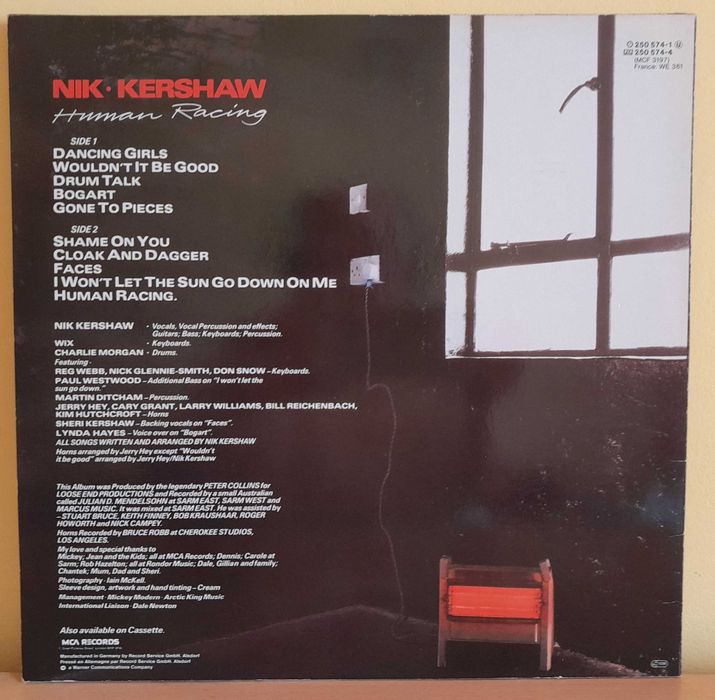 250 574-1
250 574-4
(MCF 3197)
France: WE 361
NIK · KERSHAW
Human Racing
SIDE 1
DANCING GIRLS
WOULDN'T IT BE GOOD
DRUM TALK
BOGART
GONE TO PIECES
SIDE 2
SHAME ON YOU
CLOAK AND DAGGER
FACES
I WON'T LET THE SUN GO DOWN ON ME
HUMAN RACING.
NIK KERSHAW · Vocals, Vocal Percussion and effects;
Guitars; Bass; Keyboards; Percussion.
WIX · Keyboards.
CHARLIE MORGAN · Drums.
Featuring -
REG WEBB, NICK GLENNIE-SMITH, DON SNOW – Keyboards.
PAUL WESTWOOD – Additional Bass on "I won't let the
sun go down."
MARTIN DITCHAM – Percussion.
JERRY HEY, CARY GRANT, LARRY WILLIAMS, BILL REICHENBACH,
KIM HUTCHCROFT – Horns
SHERI KERSHAW – Backing vocals on "Faces".
LYNDA HAYES – Voice over on "Bogart".
ALL SONGS WRITTEN AND ARRANGED BY NIK KERSHAW
Horns arranged by Jerry Hey except "Wouldn't
it be good" arranged by Jerry Hey/Nik Kershaw
This Album was Produced by the legendary PETER COLLINS for
LOOSE END PRODUCTIONS and Recorded by a small Australian
called JULIAN D. MENDELSOHN at SARM EAST, SARM WEST and
MARCUS MUSIC. It was mixed at SARM EAST. He was assisted by
– STUART BRUCE, KEITH FINNEY, BOB KRAUSHAAR, ROGER
HOWORTH and NICK CAMPEY.
Horns Recorded by BRUCE ROBB at CHEROKEE STUDIOS,
LOS ANGELES.
My love and special thanks to
Mickey; Jean and the Kids; all at MCA Records; Dennis; Carole at
Sarm; Rob Hazelton; all at Rondor Music; Dale, Gillian and family;
Chantek; Mum, Dad and Sheri.
Photography · Iain McKell.
Sleeve design, artwork and hand tinting – Cream
Management · Mickey Modern · Arctic King Music
International Liaison · Dale Newton
Also available on Cassette.
MCA RECORDS
Manufactured in Germany by Record Service GmbH. Alsdorf
Pressé en Allemagne par Record Service GmbH. Alsdorf
a Warner Communications Company